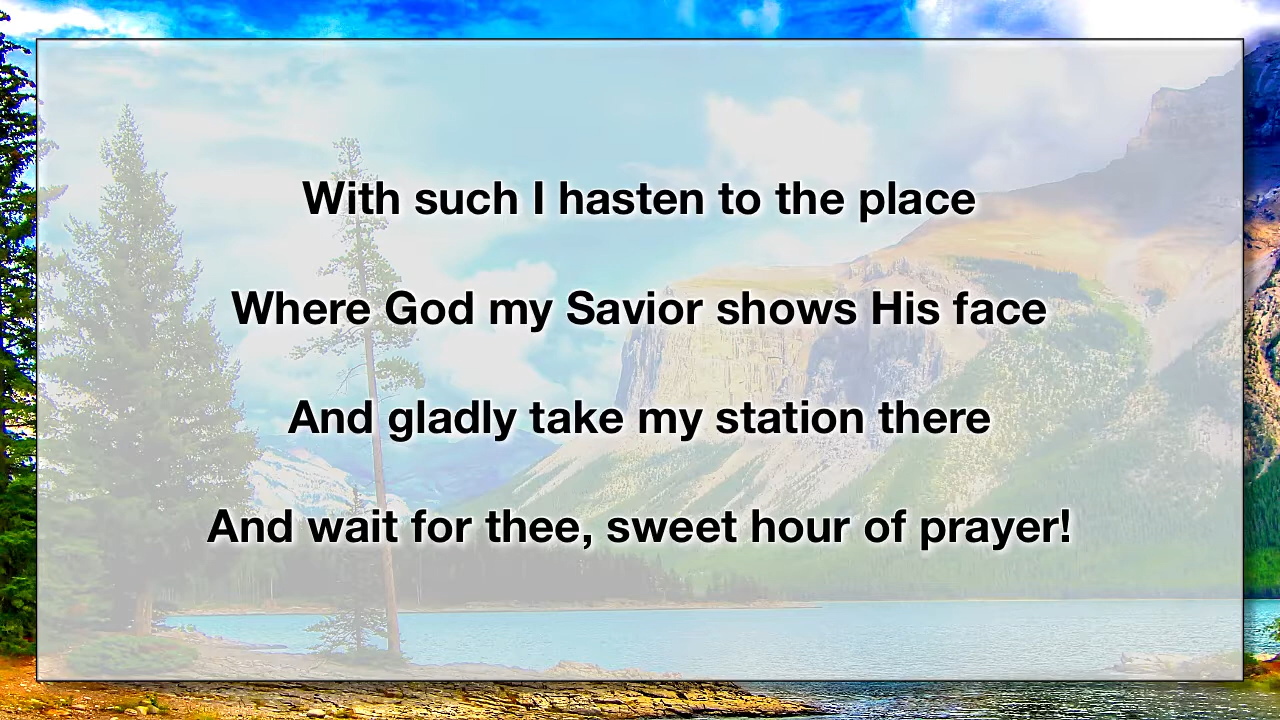 With such I hasten to the place
Where God my Savior shows His face
And gladly take my station there
And wait for thee, sweet hour of prayer!